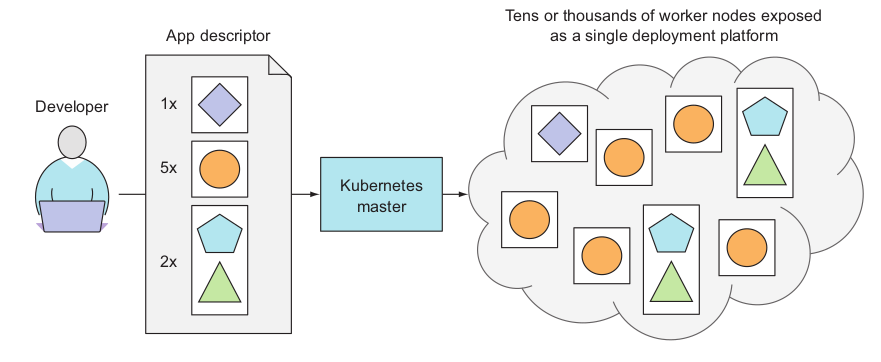 Tens or thousands of worker nodes exposed
as a single deployment platform
App descriptor
Developer
1x
5x
2x
Kubernetes
master